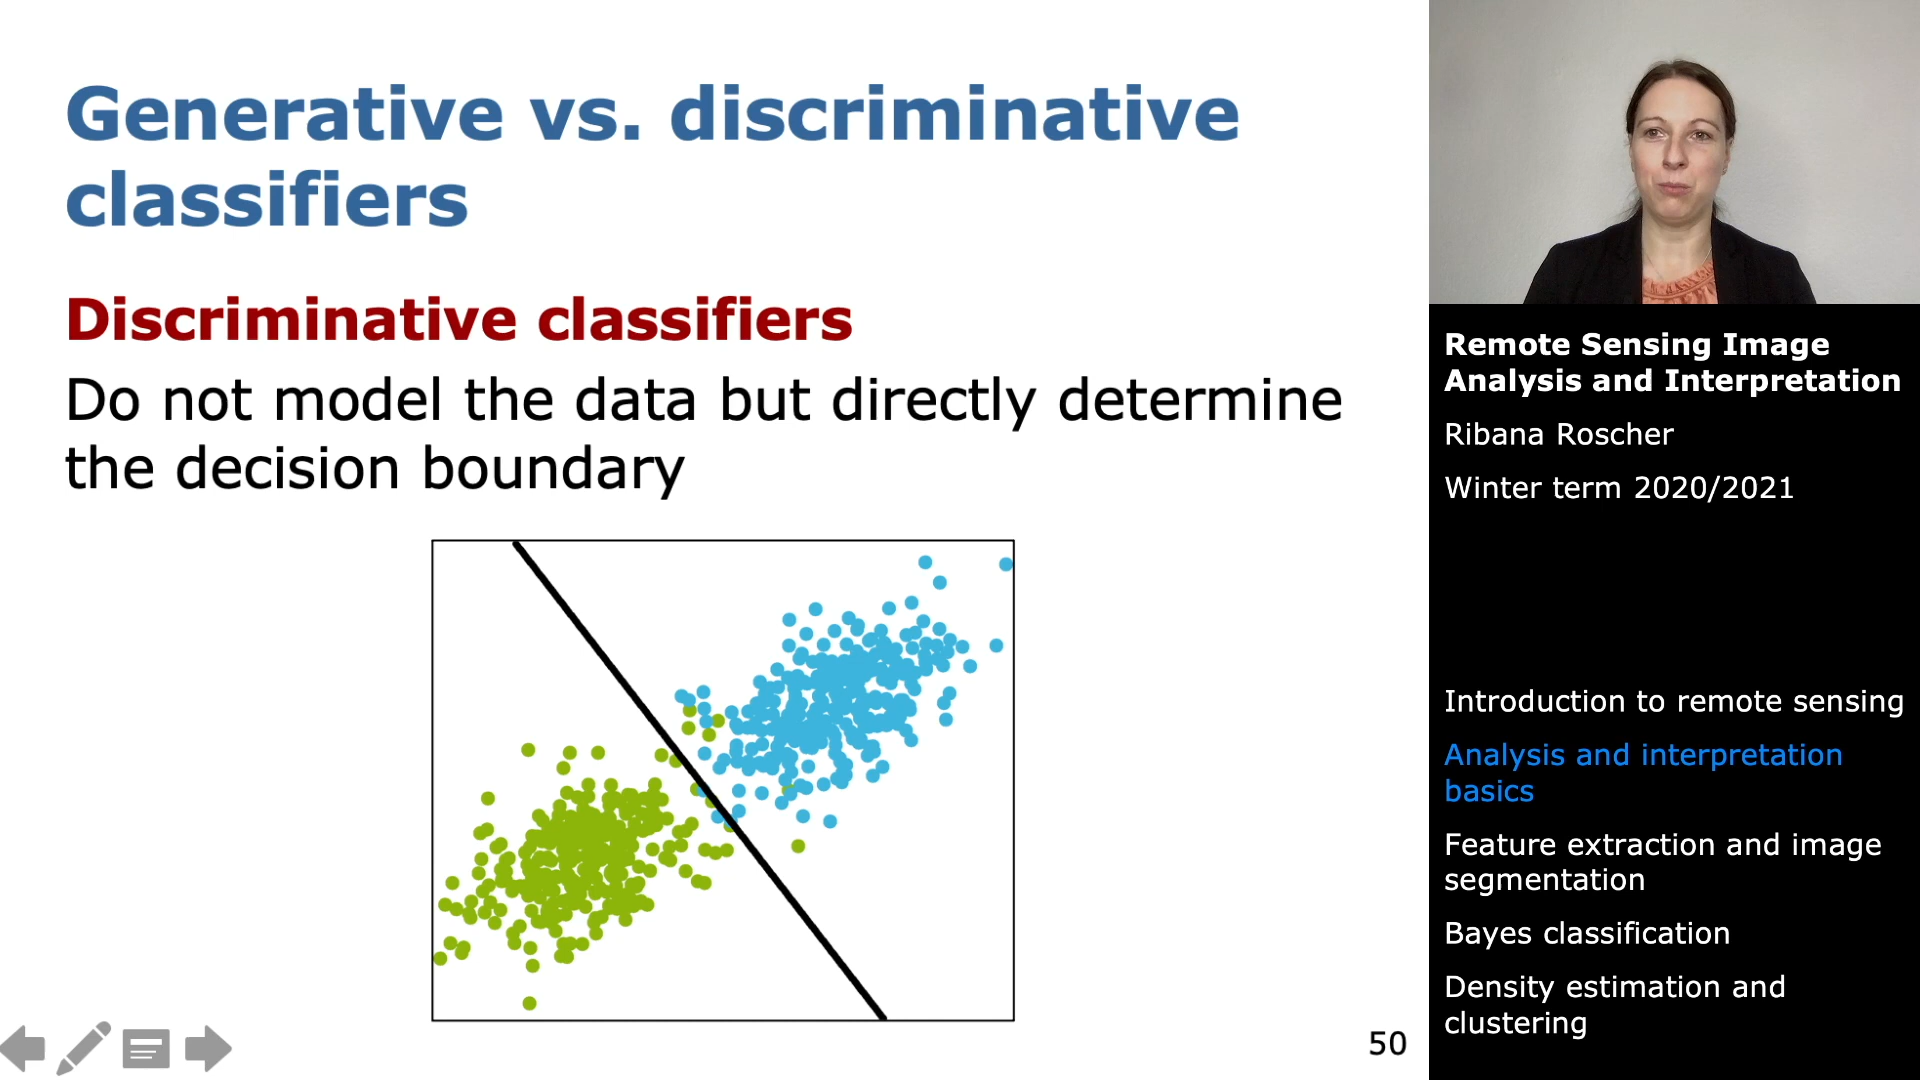 Generative vs. discriminative
classifiers
Discriminative classifiers
Do not model the data but directly determine
the decision boundary
50
Remote Sensing Image
Analysis and Interpretation
Ribana Roscher
Winter term 2020/2021
Introduction to remote sensing
Analysis and interpretation
basics
Feature extraction and image
segmentation
Bayes classification
Density estimation and
clustering